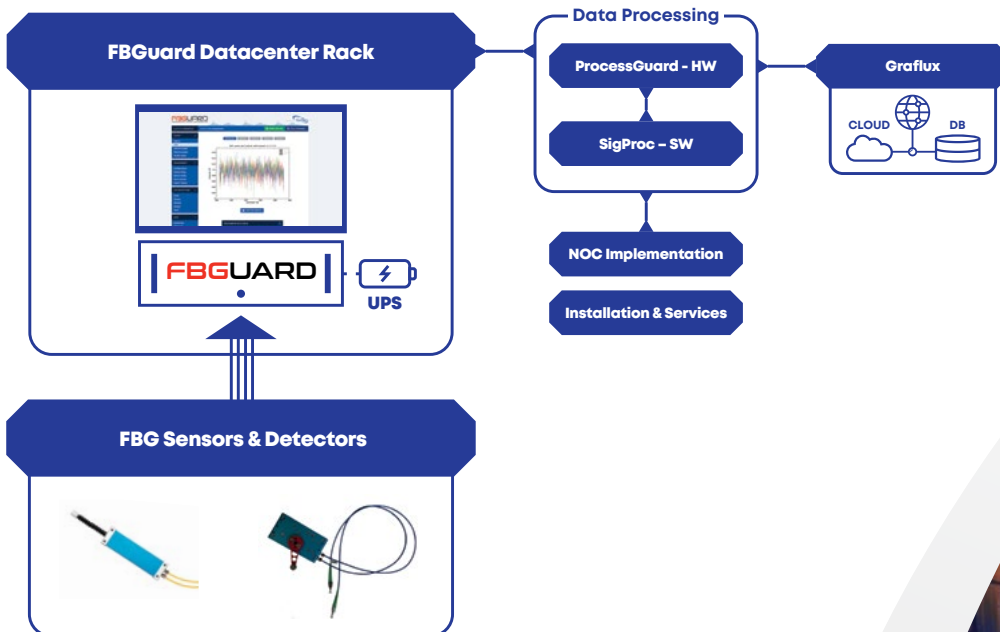 FBGuard Datacenter Rack
FBGUARD
FBGUARD
UPS
FBG Sensors & Detectors
Data Processing
ProcessGuard - HW
SigProc – SW
NOC Implementation
Installation & Services
Graflux
CLOUD
DB